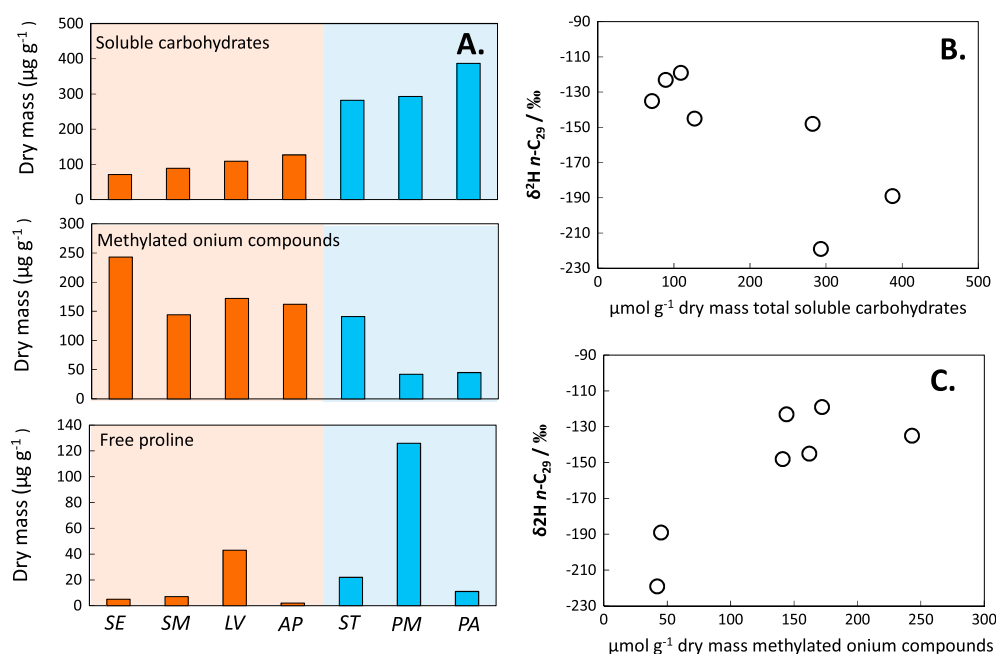 A.
Soluble carbohydrates
Dry mass (µg g⁻¹ )
500
400
300
200
100
0
Methylated onium compounds
Dry mass (µg g⁻¹ )
300
250
200
150
100
50
0
Free proline
Dry mass (µg g⁻¹ )
140
120
100
80
60
40
20
0
SE SM LV AP ST PM PA
B.
δ²H n-C₂₉ / ‰
-90
-110
-130
-150
-170
-190
-210
-230
0 100 200 300 400 500
µmol g⁻¹ dry mass total soluble carbohydrates
C.
δ2H n-C₂₉ / ‰
-90
-110
-130
-150
-170
-190
-210
-230
0 50 100 150 200 250 300
µmol g⁻¹ dry mass methylated onium compounds